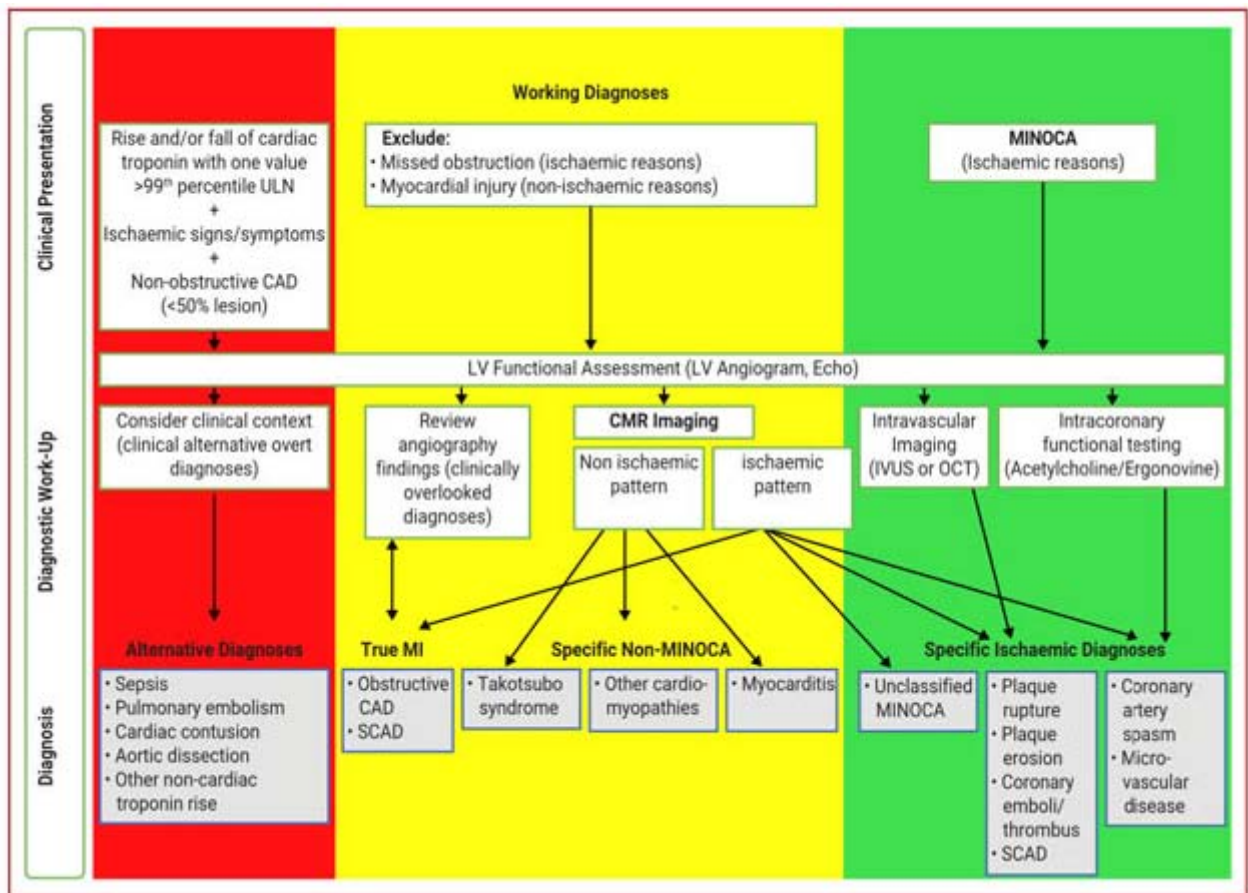 Clinical Presentation
Working Diagnoses
Rise and/or fall of cardiac
troponin with one value
>99th percentile ULN
+
Ischaemic signs/symptoms
+
Non-obstructive CAD
(<50% lesion)
Exclude:
• Missed obstruction (ischaemic reasons)
• Myocardial injury (non-ischaemic reasons)
MINOCA
(Ischaemic reasons)
LV Functional Assessment (LV Angiogram, Echo)
Diagnostic Work-Up
Consider clinical context
(clinical alternative overt
diagnoses)
Review
angiography
findings (clinically
overlooked
diagnoses)
CMR Imaging
Non ischaemic
pattern
ischaemic
pattern
Intravascular
Imaging
(IVUS or OCT)
Intracoronary
functional testing
(Acetylcholine/Ergonovine)
Diagnosis
Alternative Diagnoses
• Sepsis
• Pulmonary embolism
• Cardiac contusion
• Aortic dissection
• Other non-cardiac
troponin rise
True MI
• Obstructive
CAD
• SCAD
Specific Non-MINOCA
• Takotsubo
syndrome
• Other cardio-
myopathies
• Myocarditis
Specific Ischaemic Diagnoses
• Unclassified
MINOCA
• Plaque
rupture
• Plaque
erosion
• Coronary
emboli/
thrombus
• SCAD
• Coronary
artery
spasm
• Micro-
vascular
disease